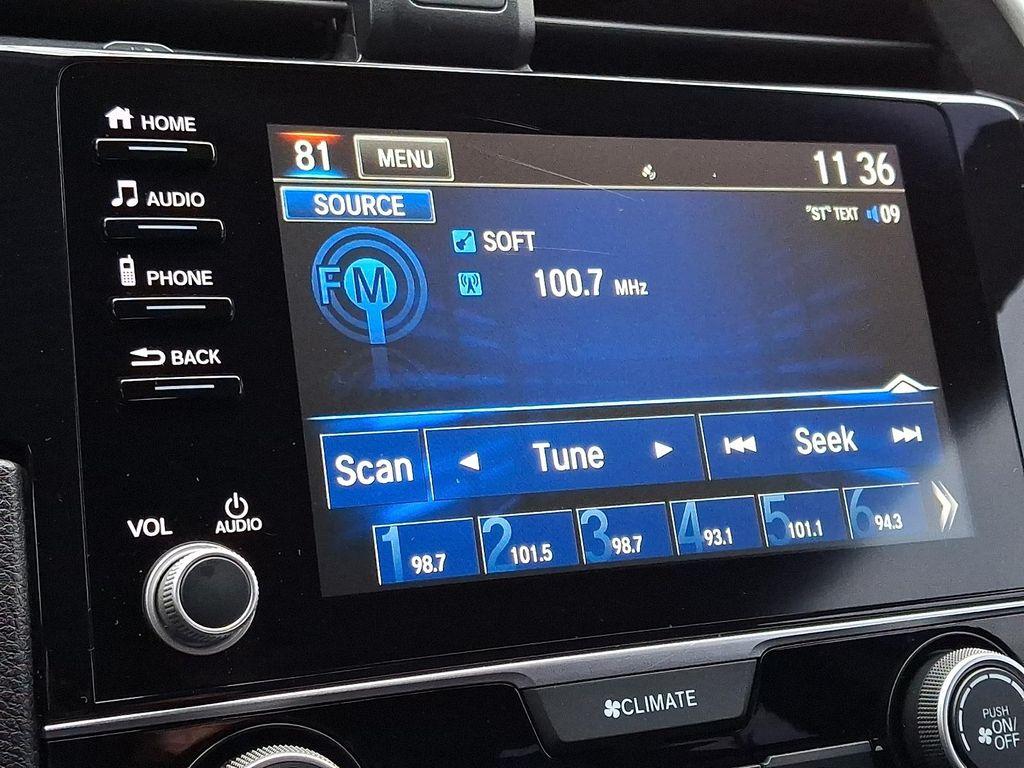 HOME
AUDIO
PHONE
BACK
VOL
AUDIO
81 MENU 11 36
SOURCE
"ST" TEXT 09
FM
SOFT
100.7 MHz
Scan Tune Seek
1 98.7 2 101.5 3 98.7 4 93.1 5 101.1 6 94.3
CLIMATE
PUSH
ON/
OFF